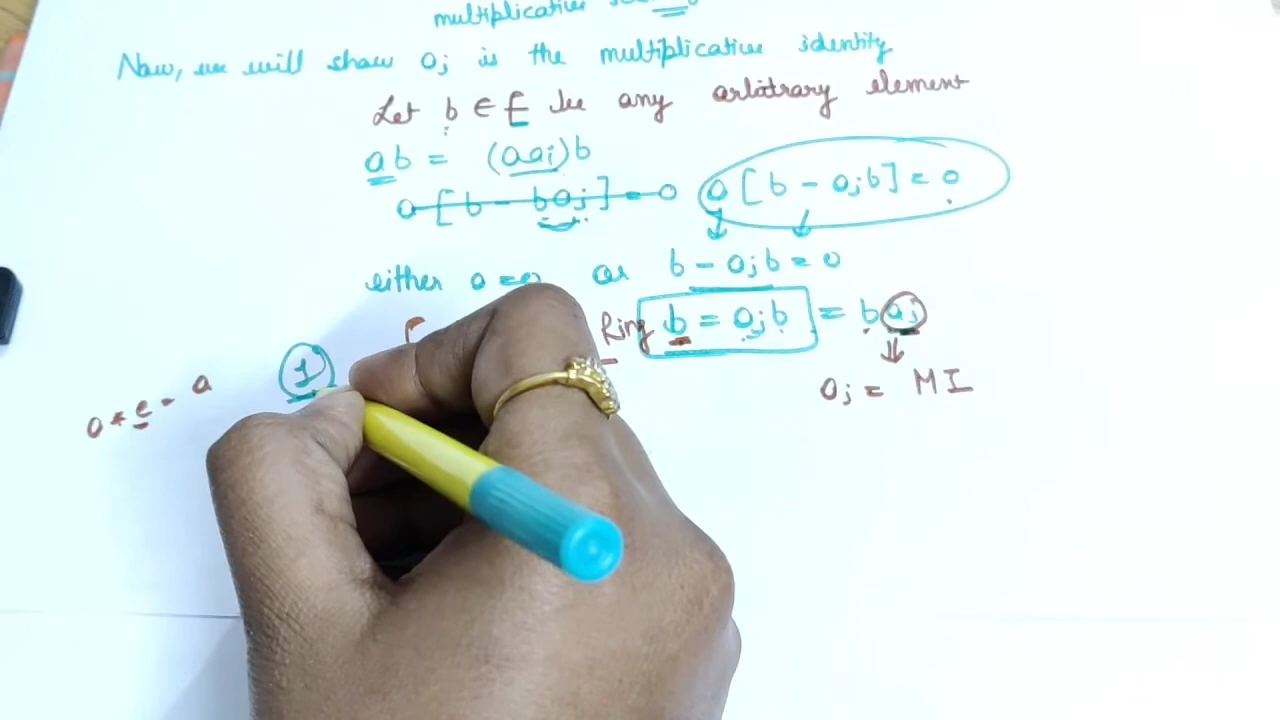 multiplicative
Now, we will show aj is the multiplicative identity
Let b ∈ F be any arbitrary element
ab = (aaj)b
a[b - baj] = 0 a[b - ajb] = 0
either a = 0 or b - ajb = 0
Ring b = ajb = baj
a * e = a 1 aj = MI